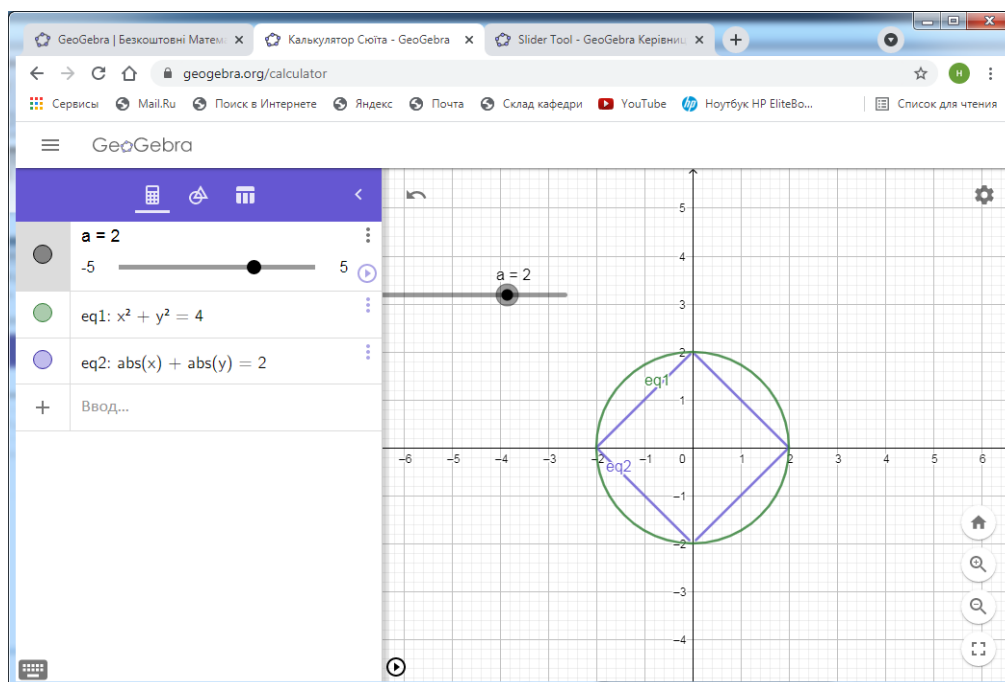 GeoGebra | Безкоштовні Матем
Калькулятор Сюїта - GeoGebra
Slider Tool - GeoGebra Керівниц
geogebra.org/calculator
H
Сервисы
Mail.Ru
Поиск в Интернете
Яндекс
Почта
Склад кафедри
YouTube
hp
Ноутбук HP EliteBo...
Список для чтения
GeoGebra
a = 2
-5
5
eq1: x² + y² = 4
eq2: abs(x) + abs(y) = 2
Ввод...
5
4
a = 2
3
2
eq1
1
−6 −5 −4 −3 −2 −1 0 1 2 3 4 5 6
eq2
−1
−2
−3
−4